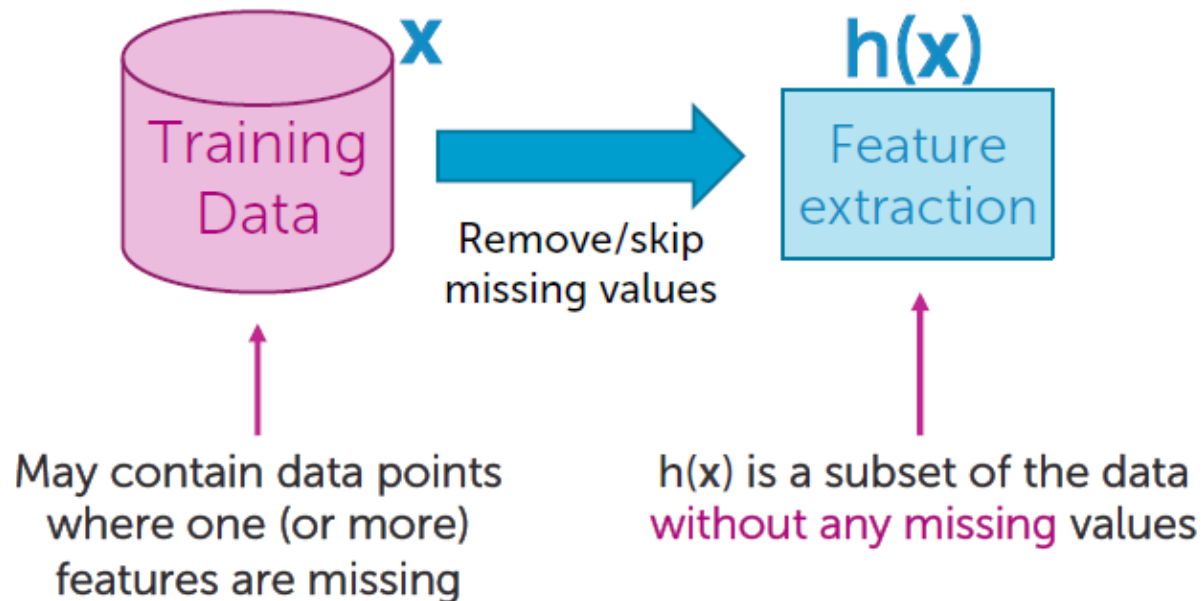 x
Training
Data
Remove/skip
missing values
h(x)
Feature
extraction
May contain data points
where one (or more)
features are missing
h(x) is a subset of the data
without any missing values